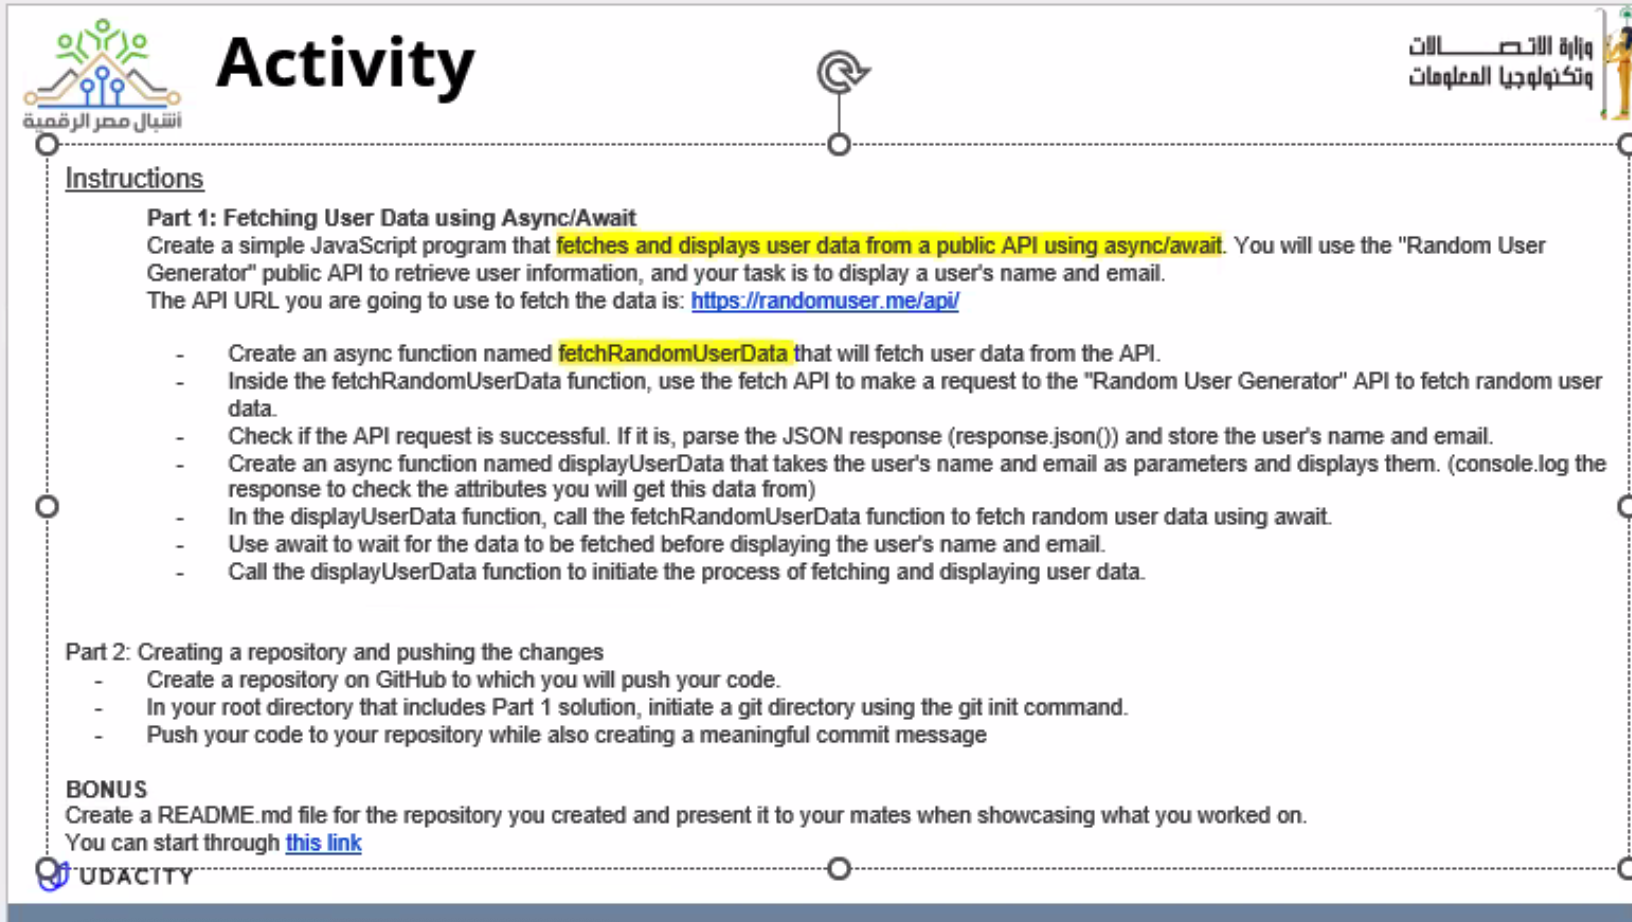 Activity
أشبال مصر الرقمية
وزارة الاتصالات
وتكنولوجيا المعلومات
Instructions
Part 1: Fetching User Data using Async/Await
Create a simple JavaScript program that fetches and displays user data from a public API using async/await. You will use the "Random User
Generator" public API to retrieve user information, and your task is to display a user's name and email.
The API URL you are going to use to fetch the data is: https://randomuser.me/api/
- Create an async function named fetchRandomUserData that will fetch user data from the API.
- Inside the fetchRandomUserData function, use the fetch API to make a request to the "Random User Generator" API to fetch random user
data.
- Check if the API request is successful. If it is, parse the JSON response (response.json()) and store the user's name and email.
- Create an async function named displayUserData that takes the user's name and email as parameters and displays them. (console.log the
response to check the attributes you will get this data from)
- In the displayUserData function, call the fetchRandomUserData function to fetch random user data using await.
- Use await to wait for the data to be fetched before displaying the user's name and email.
- Call the displayUserData function to initiate the process of fetching and displaying user data.
Part 2: Creating a repository and pushing the changes
- Create a repository on GitHub to which you will push your code.
- In your root directory that includes Part 1 solution, initiate a git directory using the git init command.
- Push your code to your repository while also creating a meaningful commit message
BONUS
Create a README.md file for the repository you created and present it to your mates when showcasing what you worked on.
You can start through this link
UDACITY